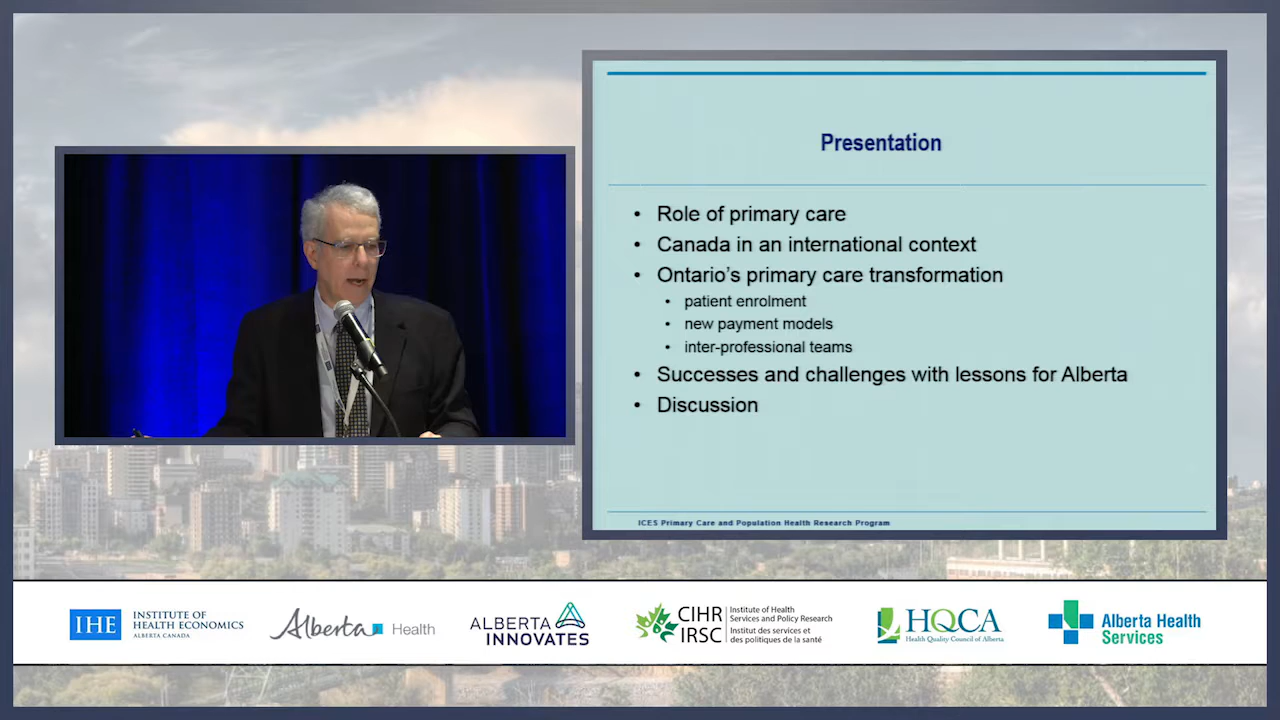 Presentation
• Role of primary care
• Canada in an international context
• Ontario’s primary care transformation
• patient enrolment
• new payment models
• inter-professional teams
• Successes and challenges with lessons for Alberta
• Discussion
ICES Primary Care and Population Health Research Program
IHE
INSTITUTE OF
HEALTH ECONOMICS
ALBERTA CANADA
Alberta Health
ALBERTA
INNOVATES
CIHR
IRSC
Institute of Health
Services and Policy Research
Institut des services et
des politiques de la santé
HQCA
Health Quality Council of Alberta
Alberta Health
Services